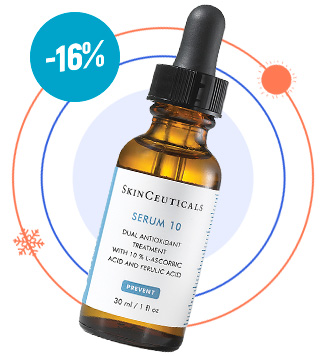 -16%
SKINCEUTICALS
SERUM 10
DUAL ANTIOXIDANT
TREATMENT
WITH 10 % L-ASCORBIC
ACID AND FERULIC ACID
PREVENT
30 ml / 1 fl oz